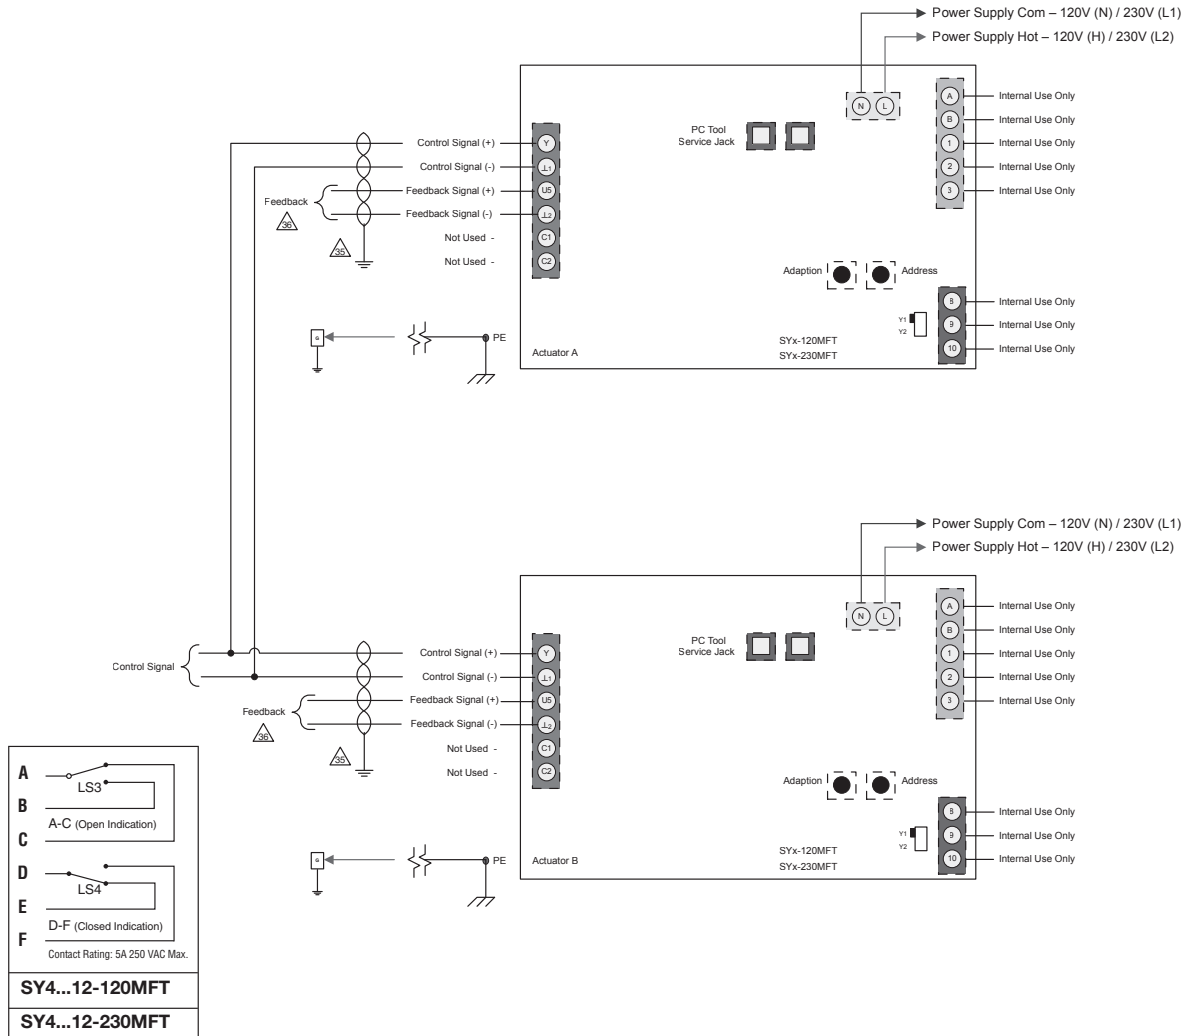 Power Supply Com – 120V (N) / 230V (L1)
Power Supply Hot – 120V (H) / 230V (L2)
N L
A Internal Use Only
B Internal Use Only
1 Internal Use Only
2 Internal Use Only
3 Internal Use Only
PC Tool
Service Jack
Control Signal (+) Y
Control Signal (-) ⊥1
Feedback Signal (+) U5
Feedback Signal (-) ⊥2
Not Used - C1
Not Used - C2
Feedback
36
35
Adaption Address
8 Internal Use Only
9 Internal Use Only
10 Internal Use Only
Y1
Y2
PE
Actuator A
SYx-120MFT
SYx-230MFT
Power Supply Com – 120V (N) / 230V (L1)
Power Supply Hot – 120V (H) / 230V (L2)
N L
A Internal Use Only
B Internal Use Only
1 Internal Use Only
2 Internal Use Only
3 Internal Use Only
PC Tool
Service Jack
Control Signal
Control Signal (+) Y
Control Signal (-) ⊥1
Feedback Signal (+) U5
Feedback Signal (-) ⊥2
Not Used - C1
Not Used - C2
Feedback
36
35
Adaption Address
8 Internal Use Only
9 Internal Use Only
10 Internal Use Only
Y1
Y2
PE
Actuator B
SYx-120MFT
SYx-230MFT
A
LS3
B
A-C (Open Indication)
C
D
LS4
E
D-F (Closed Indication)
F
Contact Rating: 5A 250 VAC Max.
SY4...12-120MFT
SY4...12-230MFT